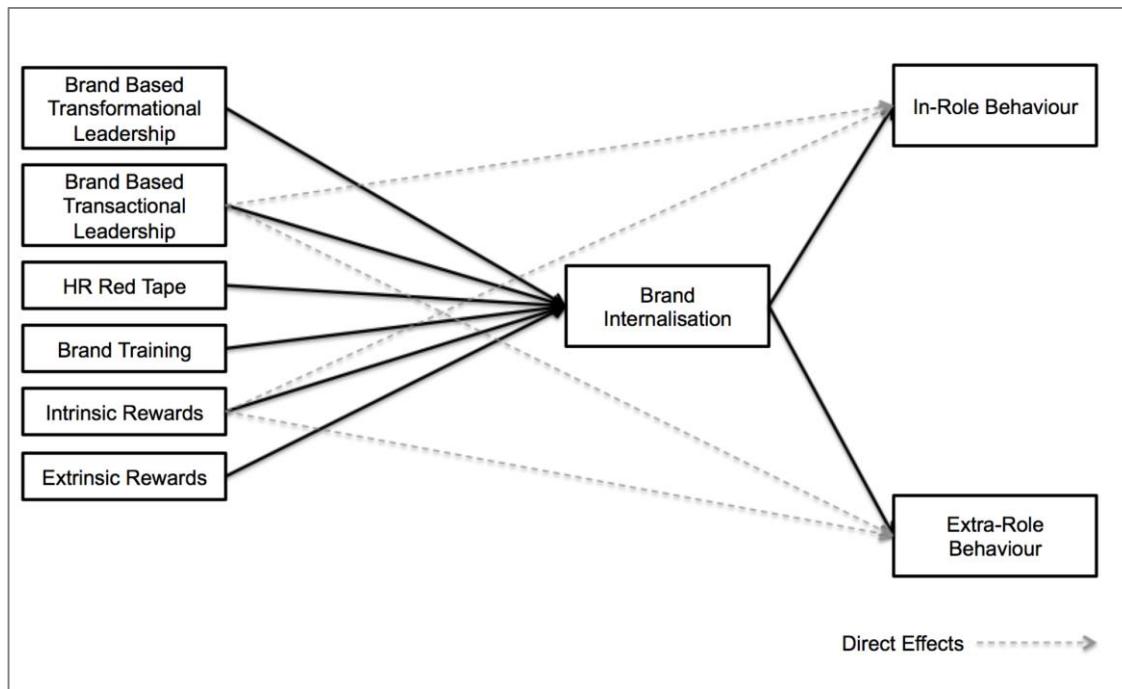 Brand Based
Transformational
Leadership
Brand Based
Transactional
Leadership
HR Red Tape
Brand Training
Intrinsic Rewards
Extrinsic Rewards
Brand
Internalisation
In-Role Behaviour
Extra-Role
Behaviour
Direct Effects